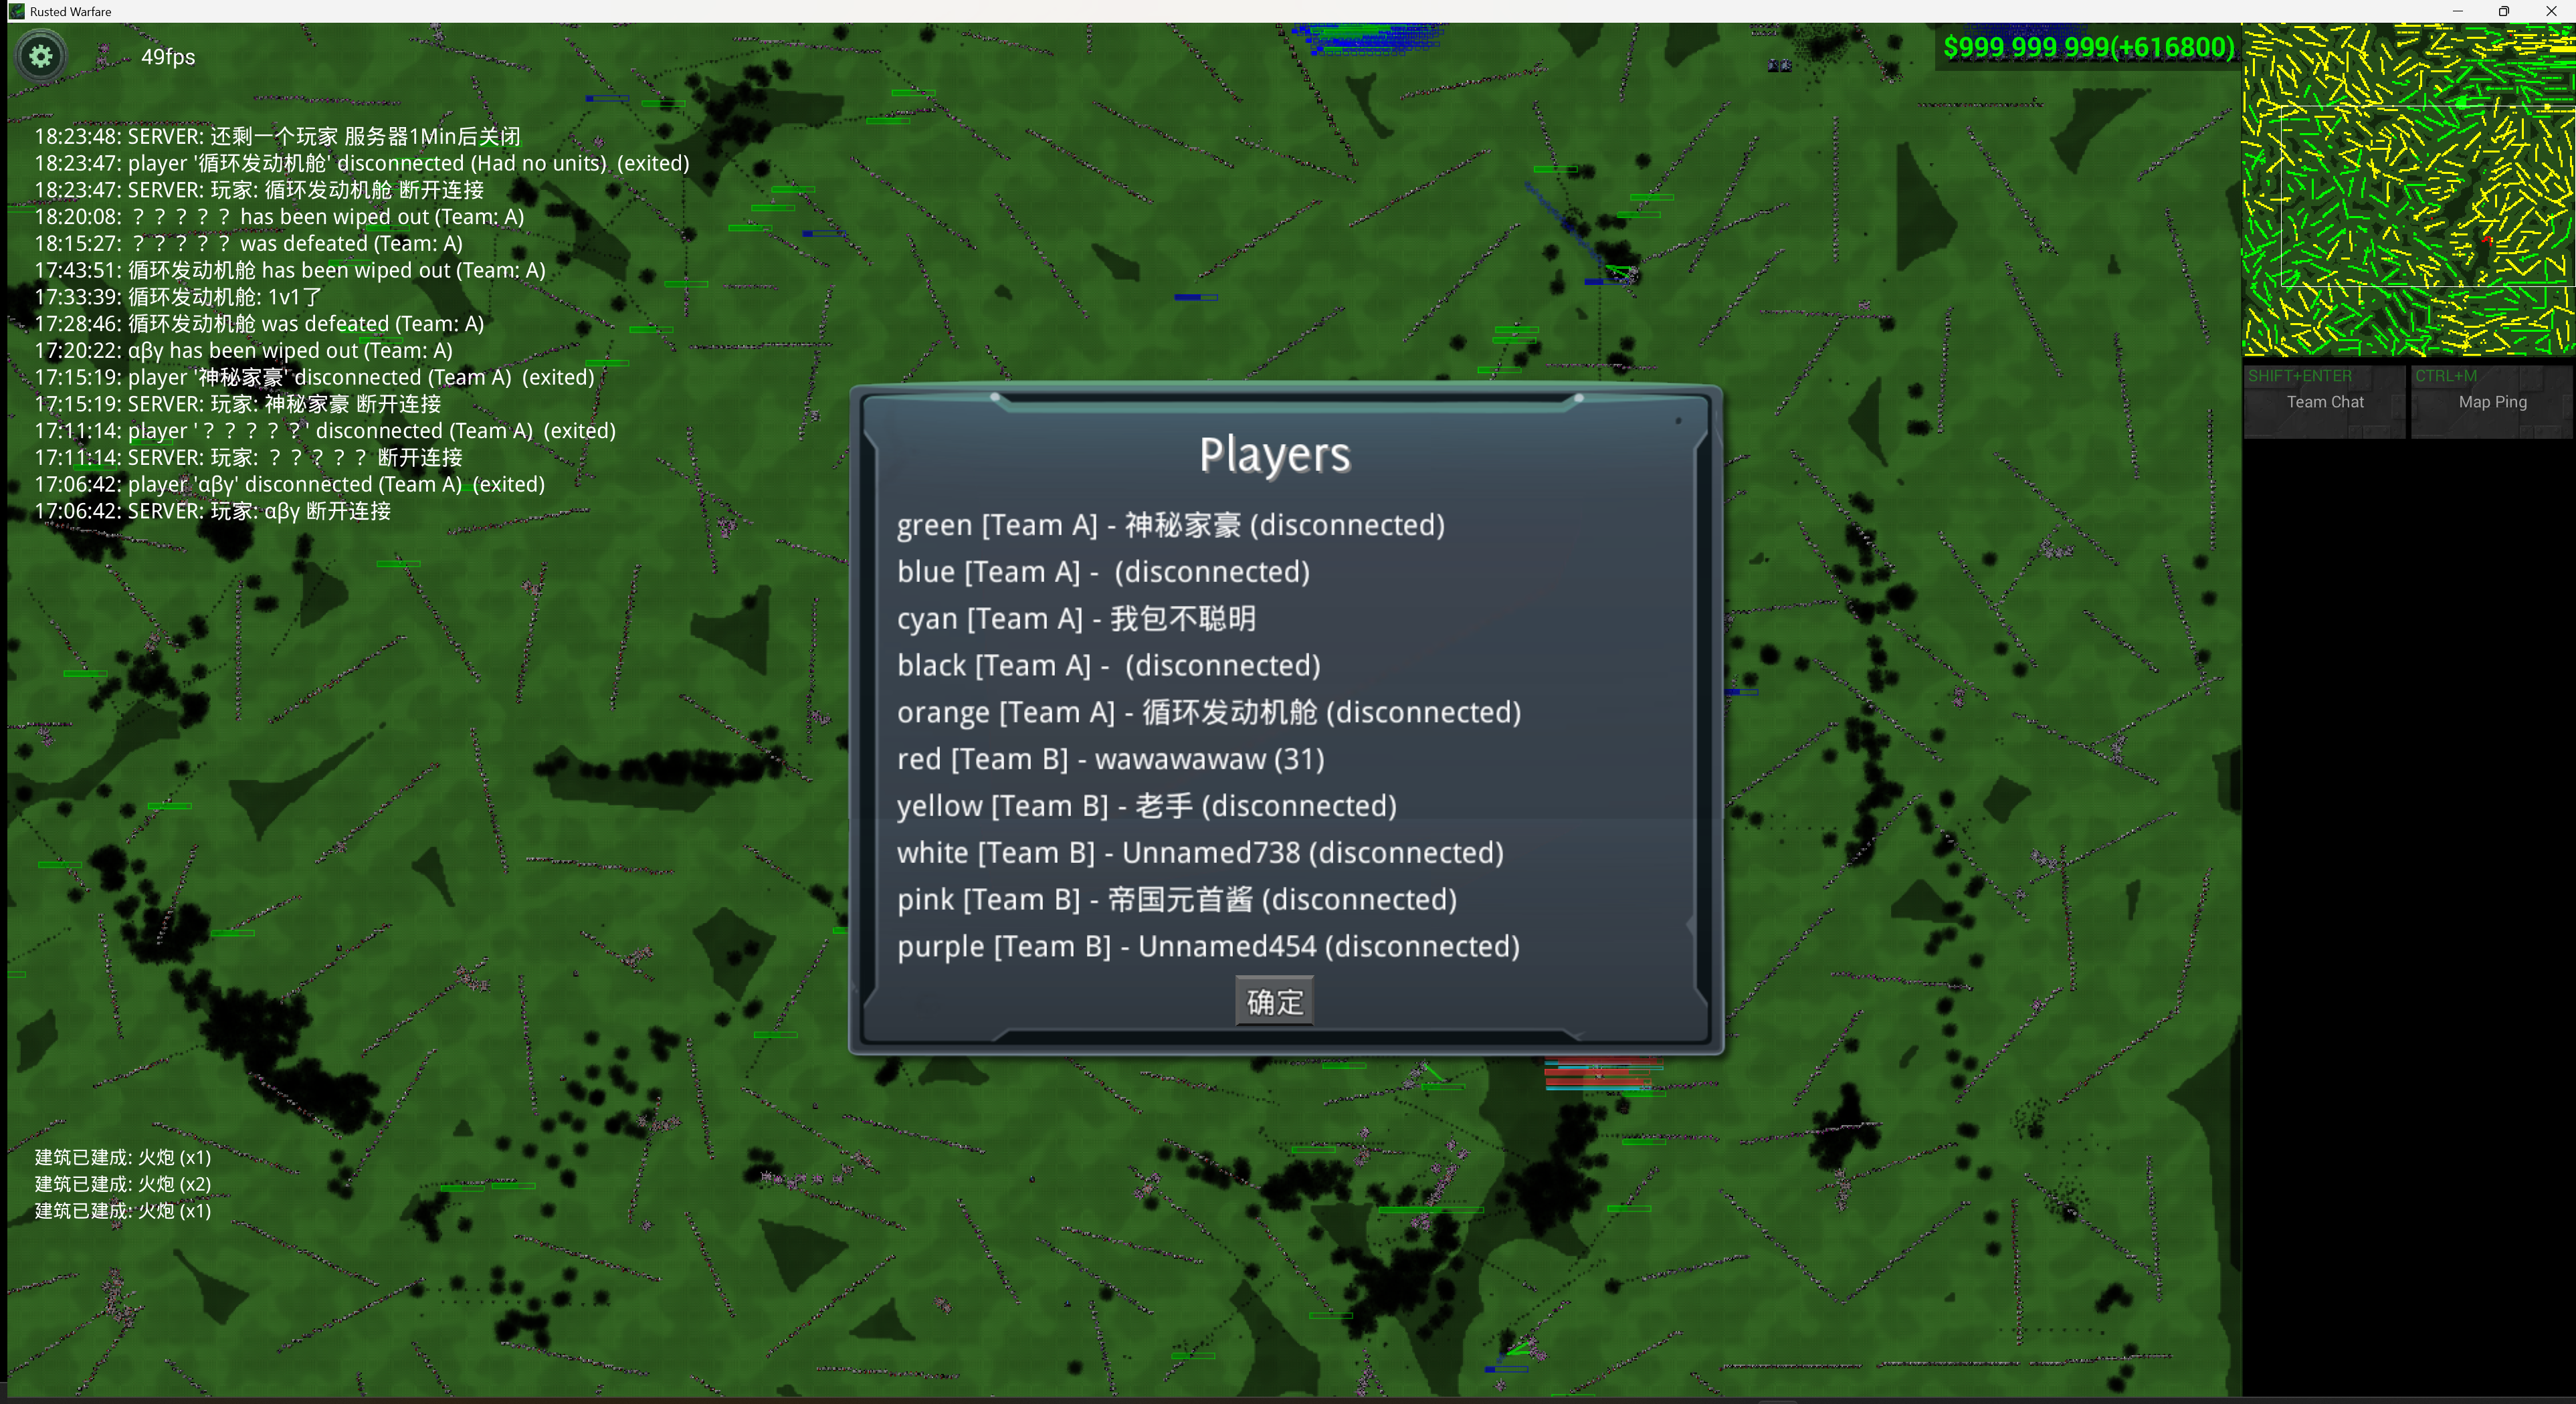 Rusted Warfare
49fps
$999 999 999(+616800)
18:23:48: SERVER: 还剩一个玩家 服务器1Min后关闭
18:23:47: player '循环发动机舱' disconnected (Had no units)  (exited)
18:23:47: SERVER: 玩家: 循环发动机舱 断开连接
18:20:08: ？？？？？ has been wiped out (Team: A)
18:15:27: ？？？？？ was defeated (Team: A)
17:43:51: 循环发动机舱 has been wiped out (Team: A)
17:33:39: 循环发动机舱: 1v1了
17:28:46: 循环发动机舱 was defeated (Team: A)
17:20:22: αβγ has been wiped out (Team: A)
17:15:19: player '神秘家豪' disconnected (Team A)  (exited)
17:15:19: SERVER: 玩家: 神秘家豪 断开连接
17:11:14: player '？？？？？' disconnected (Team A)  (exited)
17:11:14: SERVER: 玩家: ？？？？？ 断开连接
17:06:42: player 'αβγ' disconnected (Team A)  (exited)
17:06:42: SERVER: 玩家: αβγ 断开连接
SHIFT+ENTER
Team Chat
CTRL+M
Map Ping
Players
green [Team A] - 神秘家豪 (disconnected)
blue [Team A] -  (disconnected)
cyan [Team A] - 我包不聪明
black [Team A] -  (disconnected)
orange [Team A] - 循环发动机舱 (disconnected)
red [Team B] - wawawawaw (31)
yellow [Team B] - 老手 (disconnected)
white [Team B] - Unnamed738 (disconnected)
pink [Team B] - 帝国元首酱 (disconnected)
purple [Team B] - Unnamed454 (disconnected)
确定
建筑已建成: 火炮 (x1)
建筑已建成: 火炮 (x2)
建筑已建成: 火炮 (x1)